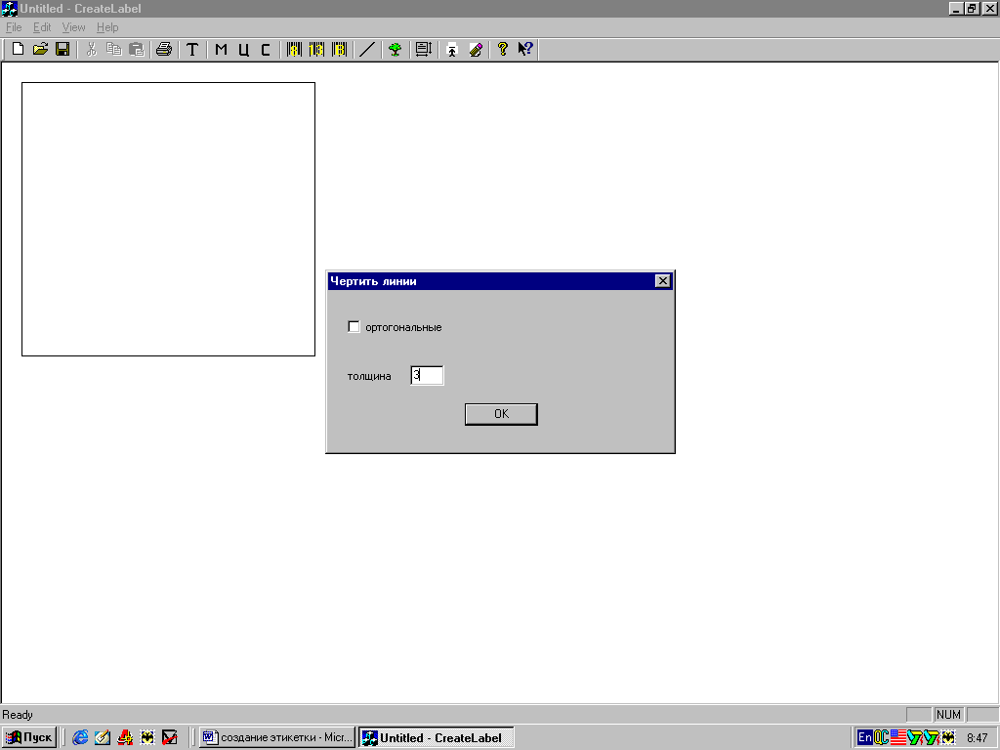 Untitled - CreateLabel
File Edit View Help
T М Ц С
Чертить линии
ортогональные
толщина 3
OK
Ready NUM
Пуск создание этикетки - Micr... Untitled - CreateLabel En 8:47